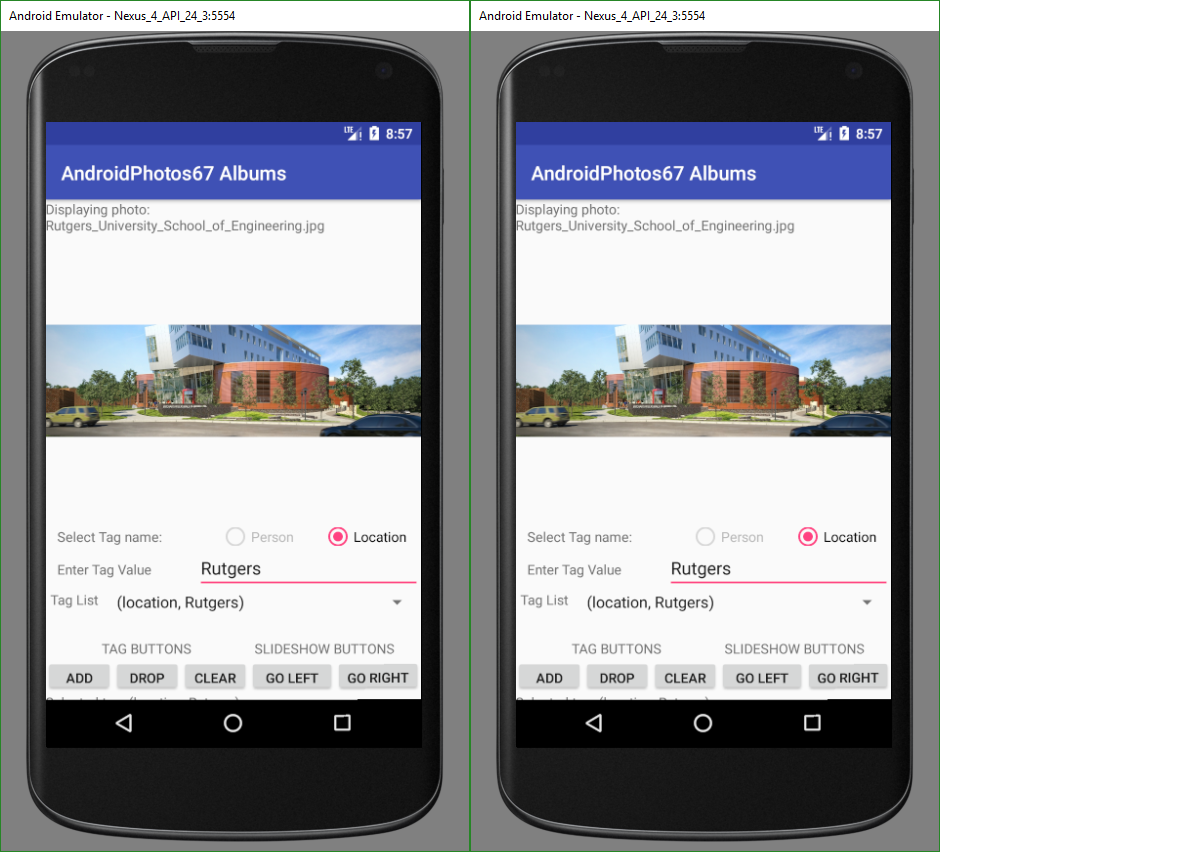 Android Emulator - Nexus_4_API_24_3:5554
LTE 8:57
AndroidPhotos67 Albums
Displaying photo:
Rutgers_University_School_of_Engineering.jpg
Select Tag name: Person Location
Enter Tag Value Rutgers
Tag List (location, Rutgers)
TAG BUTTONS SLIDESHOW BUTTONS
ADD DROP CLEAR GO LEFT GO RIGHT
Android Emulator - Nexus_4_API_24_3:5554
LTE 8:57
AndroidPhotos67 Albums
Displaying photo:
Rutgers_University_School_of_Engineering.jpg
Select Tag name: Person Location
Enter Tag Value Rutgers
Tag List (location, Rutgers)
TAG BUTTONS SLIDESHOW BUTTONS
ADD DROP CLEAR GO LEFT GO RIGHT